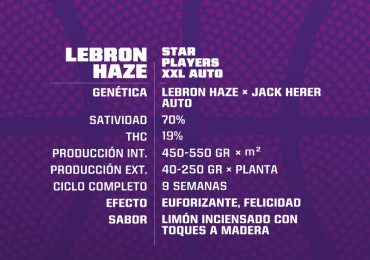 LEBRON HAZE
STAR PLAYERS XXL AUTO
GENÉTICA LEBRON HAZE × JACK HERER AUTO
SATIVIDAD 70%
THC 19%
PRODUCCIÓN INT. 450-550 GR × m²
PRODUCCIÓN EXT. 40-250 GR × PLANTA
CICLO COMPLETO 9 SEMANAS
EFECTO EUFORIZANTE, FELICIDAD
SABOR LIMÓN INCIENSADO CON TOQUES A MADERA